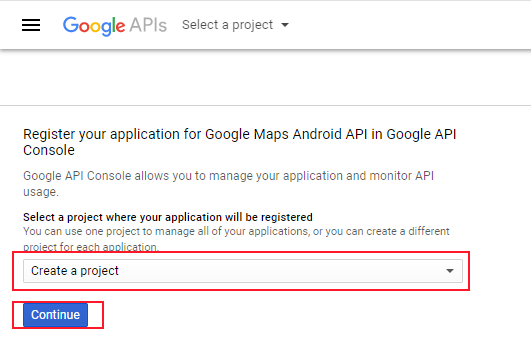 Google APIs Select a project
Register your application for Google Maps Android API in Google API
Console
Google API Console allows you to manage your application and monitor API
usage.
Select a project where your application will be registered
You can use one project to manage all of your applications, or you can create a different
project for each application.
Create a project
Continue